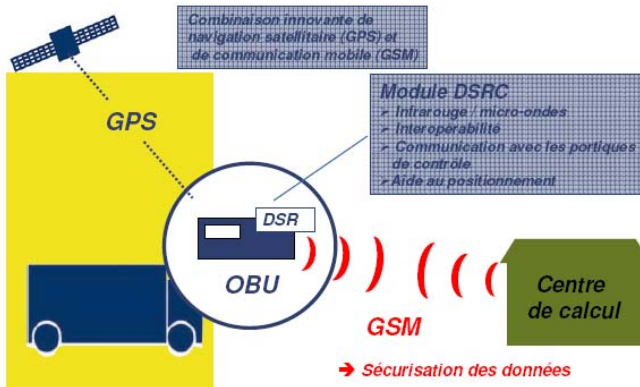 Combinaison innovante de
navigation satellitaire (GPS) et
de communication mobile (GSM)
Module DSRC
➢ Infrarouge / micro-ondes
➢ Interopérabilité
➢ Communication avec les portiques
de contrôle
➢ Aide au positionnement
GPS
DSR
OBU
GSM
Centre
de calcul
➔ Sécurisation des données